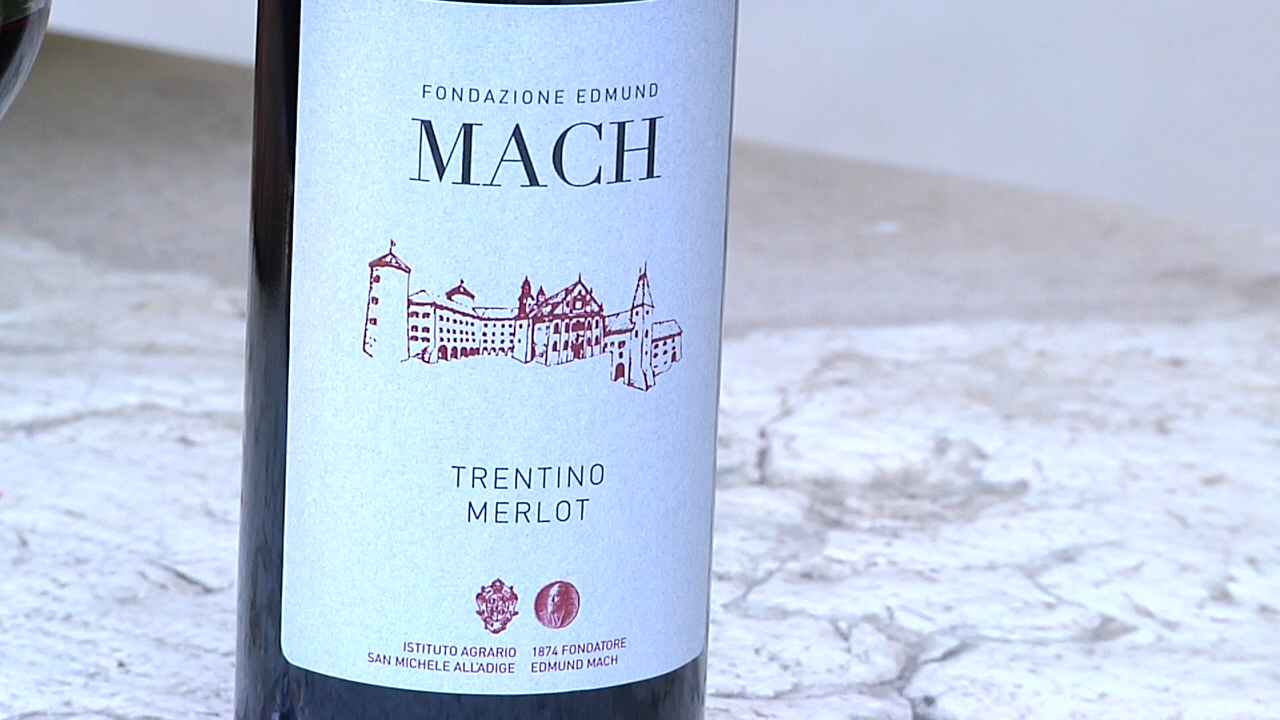 FONDAZIONE EDMUND
MACH
TRENTINO
MERLOT
ISTITUTO AGRARIO
SAN MICHELE ALL'ADIGE
1874 FONDATORE
EDMUND MACH